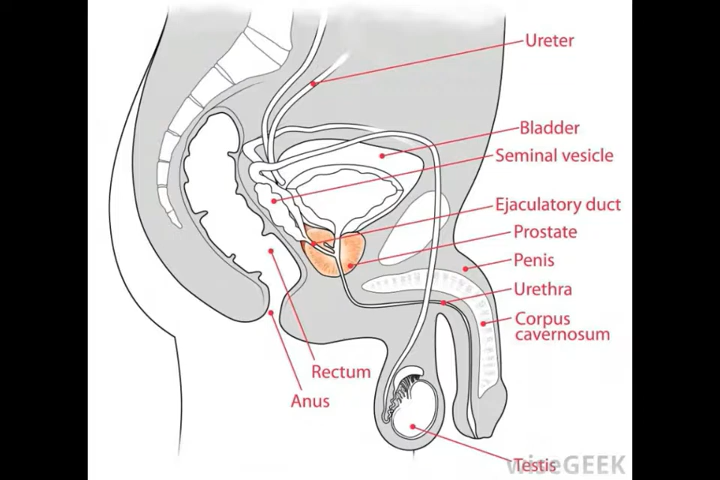 Ureter
Bladder
Seminal vesicle
Ejaculatory duct
Prostate
Penis
Urethra
Corpus
cavernosum
Rectum
Anus
Testis
wiseGEEK